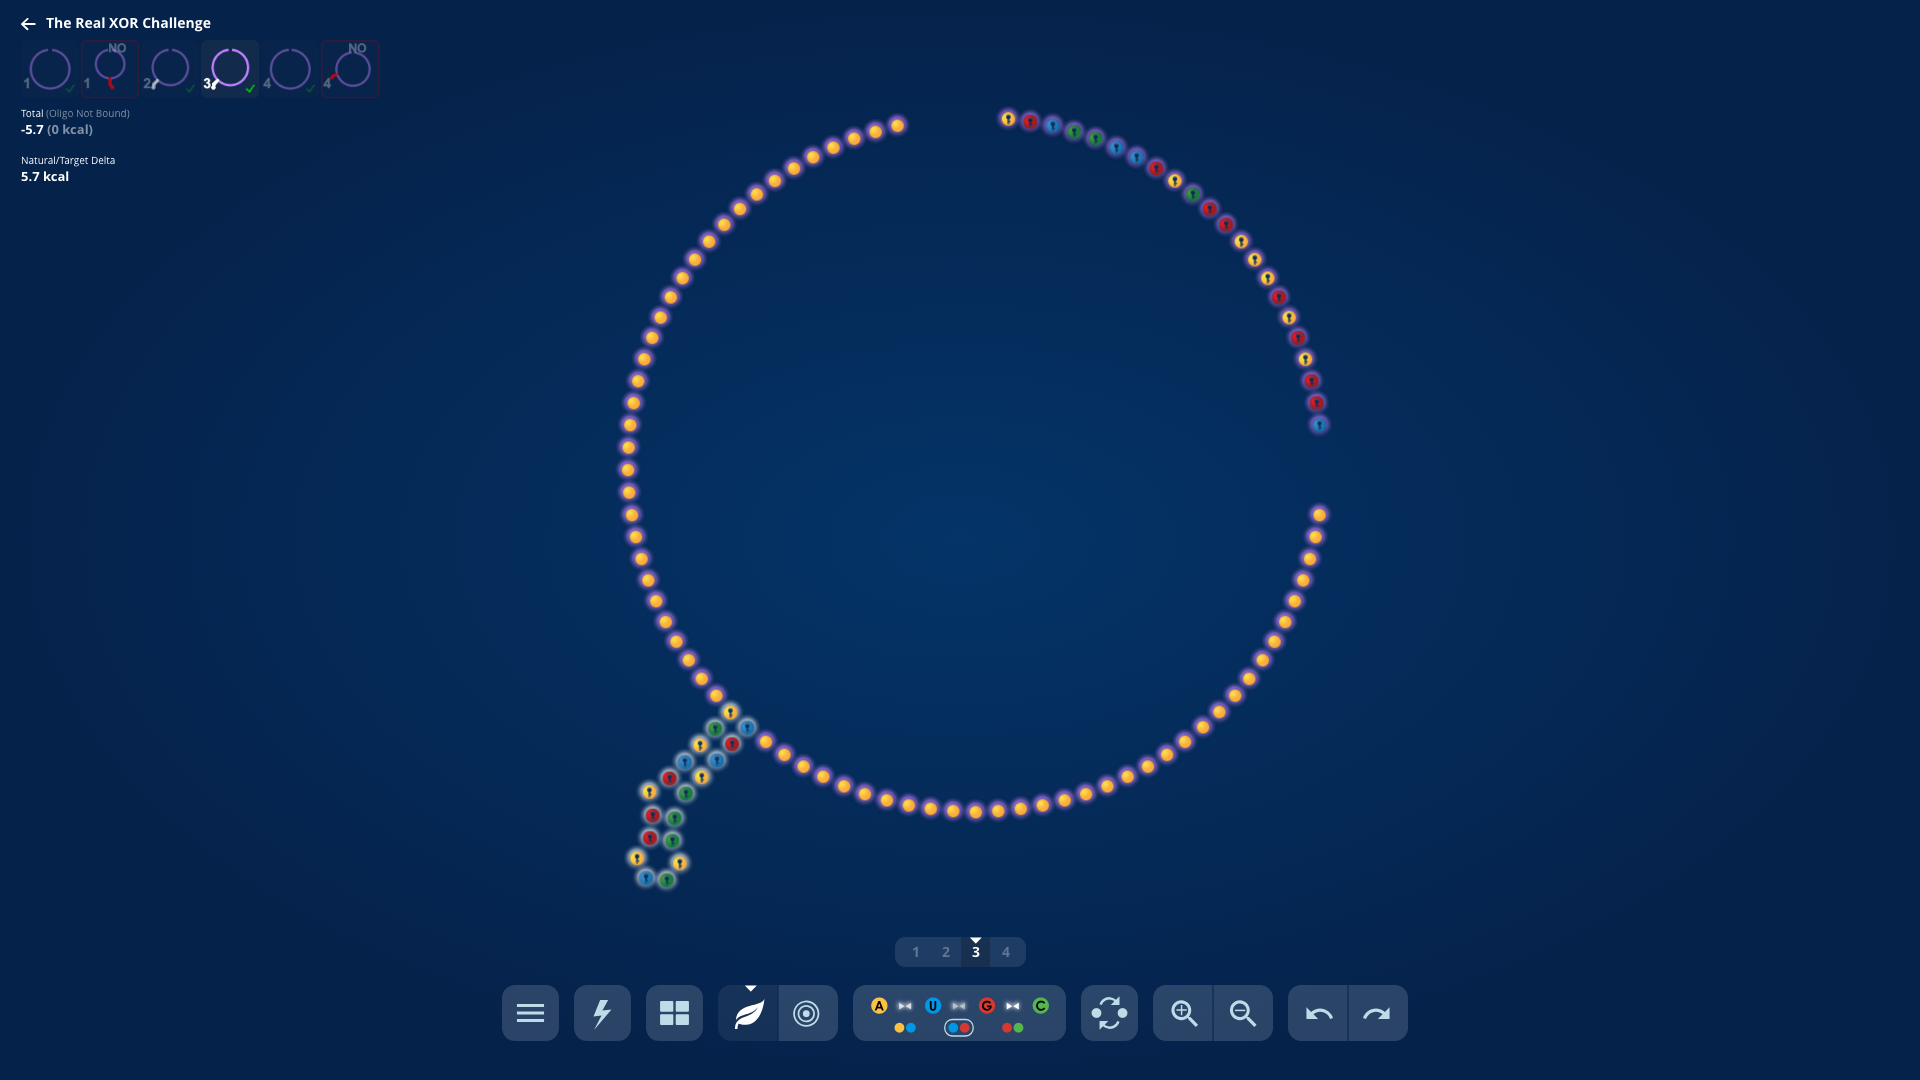 The Real XOR Challenge
1
NO
1
2
3
4
NO
4
Total (Oligo Not Bound)
-5.7 (0 kcal)
Natural/Target Delta
5.7 kcal
1 2 3 4
A U G C